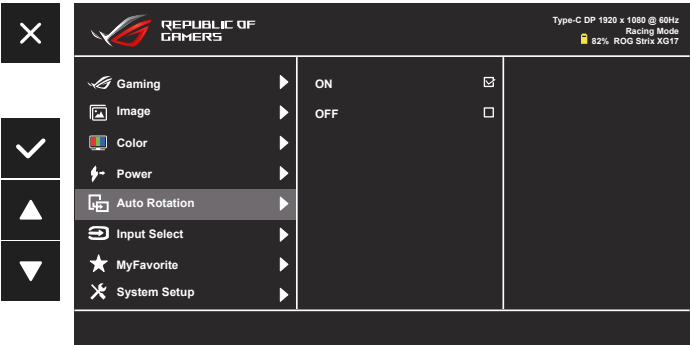 REPUBLIC OF
GAMERS
Type-C DP 1920 x 1080 @ 60Hz
Racing Mode
82% ROG Strix XG17
Gaming
ON
Image
OFF
Color
Power
Auto Rotation
Input Select
MyFavorite
System Setup